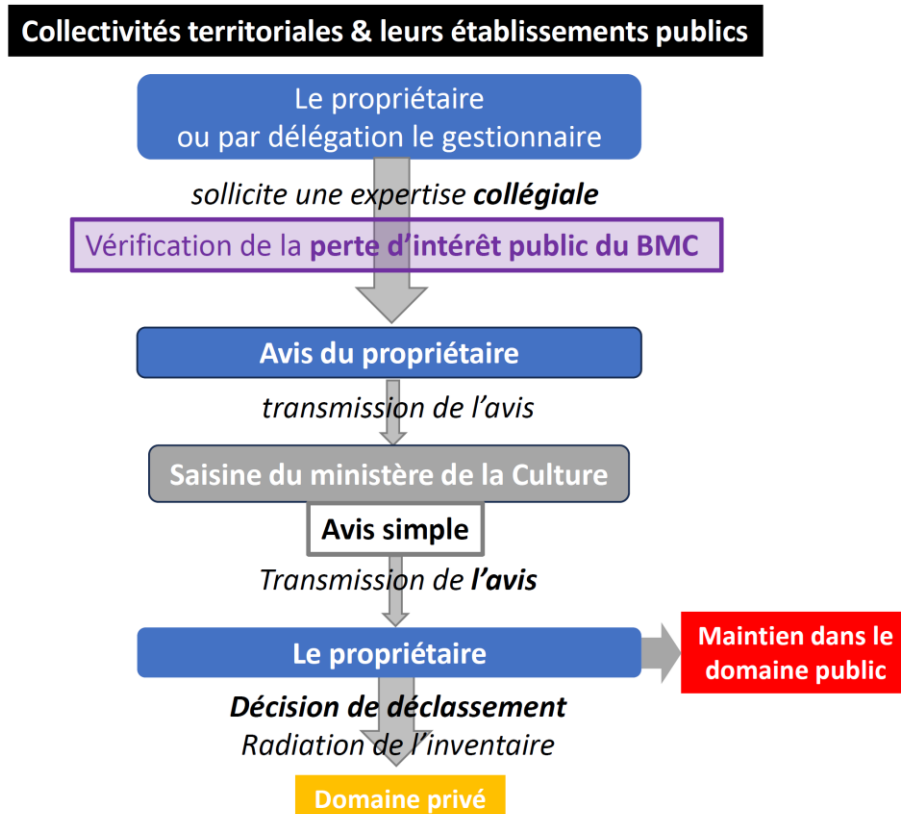 Collectivités territoriales & leurs établissements publics
Le propriétaire
ou par délégation le gestionnaire
sollicite une expertise collégiale
Vérification de la perte d'intérêt public du BMC
Avis du propriétaire
transmission de l'avis
Saisine du ministère de la Culture
Avis simple
Transmission de l'avis
Le propriétaire
Maintien dans le
domaine public
Décision de déclassement
Radiation de l'inventaire
Domaine privé